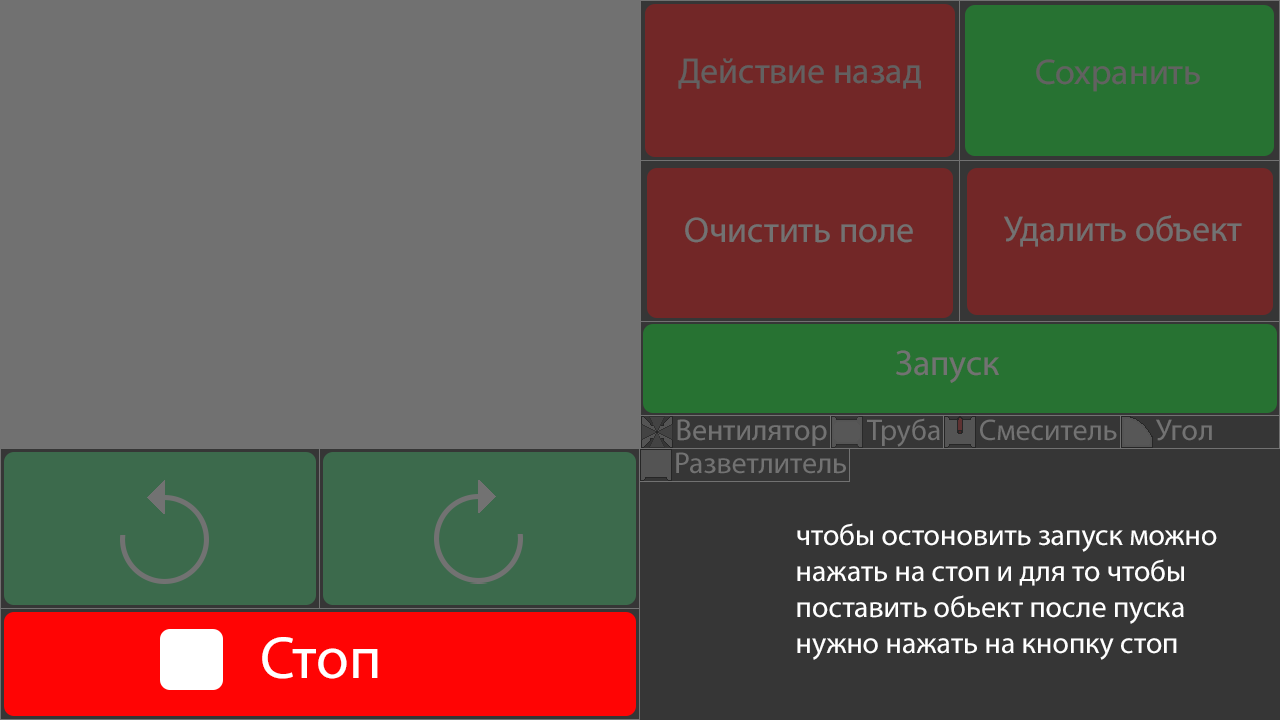 Действие назад
Сохранить
Очистить поле
Удалить объект
Запуск
Вентилятор
Труба
Смеситель
Угол
Разветлитель
чтобы остоновить запуск можно
нажать на стоп и для то чтобы
поставить обьект после пуска
нужно нажать на кнопку стоп
Стоп